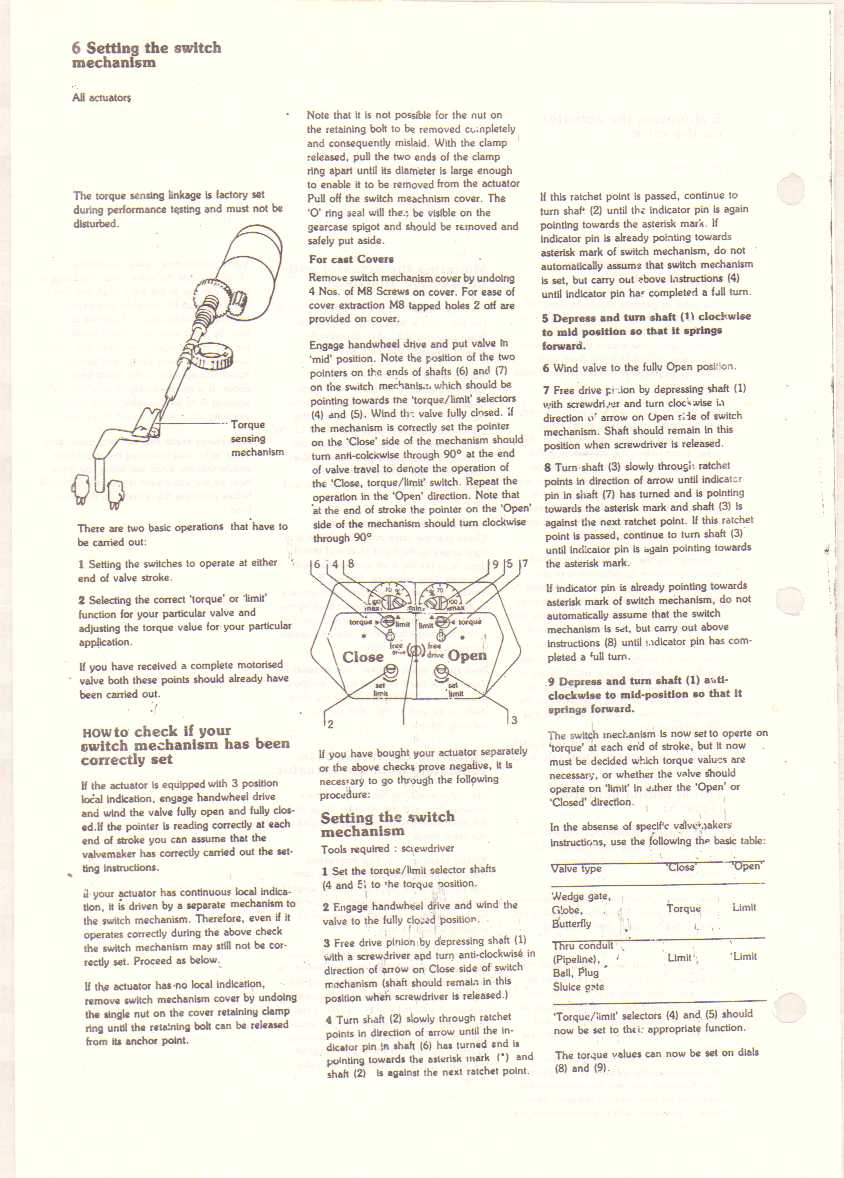 6 Setting the switch
mechanism
All actuators
The torque sensing linkage is factory set
during performance testing and must not be
disturbed.
Torque
sensing
mechanism
There are two basic operations that have to
be carried out:
1 Setting the switches to operate at either
end of valve stroke.
2 Selecting the correct 'torque' or 'limit'
function for your particular valve and
adjusting the torque value for your particular
application.
If you have received a complete motorised
valve both these points should already have
been carried out.
HOW to check if your
switch mechanism has been
correctly set
If the actuator is equipped with 3 position
local indication, engage handwheel drive
and wind the valve fully open and fully clos-
ed.If the pointer is reading correctly at each
end of stroke you can assume that the
valvemaker has correctly carried out the set-
ting instructions.
If your actuator has continuous local indica-
tion, it is driven by a separate mechanism to
the switch mechanism. Therefore, even if it
operates correctly during the above check
the switch mechanism may still not be cor-
rectly set. Proceed as below.
If the actuator has no local indication,
remove switch mechanism cover by undoing
the single nut on the cover retaining clamp
ring until the retaining bolt can be released
from its anchor point.
Note that it is not possible for the nut on
the retaining bolt to be removed completely
and consequently mislaid. With the clamp
released, pull the two ends of the clamp
ring apart until its diameter is large enough
to enable it to be removed from the actuator
Pull off the switch meachnism cover. The
'O' ring seal will then be visible on the
gearcase spigot and should be removed and
safely put aside.
For cast Covers
Remove switch mechanism cover by undoing
4 Nos. of M8 Screws on cover. For ease of
cover extraction M8 tapped holes 2 off are
provided on cover.
Engage handwheel drive and put valve in
'mid' position. Note the position of the two
pointers on the ends of shafts (6) and (7)
on the switch mechanism which should be
pointing towards the 'torque/limit' selectors
(4) and (5). Wind the valve fully closed. If
the mechanism is correctly set the pointer
on the 'Close' side of the mechanism should
turn anti-colckwise through 90° at the end
of valve travel to denote the operation of
the 'Close, torque/limit' switch. Repeat the
operation in the 'Open' direction. Note that
at the end of stroke the pointer on the 'Open'
side of the mechanism should turn clockwise
through 90°
6 4 8 9 5 7
70 % % 70
100 100
max min max
torque limit limit torque
free drive free drive
Close Open
set limit set limit
2 3
If you have bought your actuator separately
or the above checks prove negative, it is
necessary to go through the following
procedure:
Setting the switch
mechanism
Tools required : screwdriver
1 Set the torque/limit selector shafts
(4 and 5) to the torque position.
2 Engage handwheel drive and wind the
valve to the fully closed position.
3 Free drive pinion by depressing shaft (1)
with a screwdriver and turn anti-clockwise in
direction of arrow on Close side of switch
mechanism (shaft should remain in this
position when screwdriver is released.)
4 Turn shaft (2) slowly through ratchet
points in direction of arrow until the in-
dicator pin in shaft (6) has turned and is
pointing towards the asterisk mark (*) and
shaft (2) is against the next ratchet point.
If this ratchet point is passed, continue to
turn shaft (2) until the indicator pin is again
pointing towards the asterisk mark. If
indicator pin is already pointing towards
asterisk mark of switch mechanism, do not
automatically assume that switch mechanism
is set, but carry out above instructions (4)
until indicator pin has completed a full turn.
5 Depress and turn shaft (1) clockwise
to mid position so that it springs
forward.
6 Wind valve to the fully Open position.
7 Free drive pinion by depressing shaft (1)
with screwdriver and turn clockwise in
direction of arrow on Open side of switch
mechanism. Shaft should remain in this
position when screwdriver is released.
8 Turn shaft (3) slowly through ratchet
points in direction of arrow until indicator
pin in shaft (7) has turned and is pointing
towards the asterisk mark and shaft (3) is
against the next ratchet point. If this ratchet
point is passed, continue to turn shaft (3)
until indicator pin is again pointing towards
the asterisk mark.
If indicator pin is already pointing towards
asterisk mark of switch mechanism, do not
automatically assume that the switch
mechanism is set, but carry out above
instructions (8) until indicator pin has com-
pleted a full turn.
9 Depress and turn shaft (1) anti-
clockwise to mid-position so that it
springs forward.
The switch mechanism is now set to operte on
'torque' at each end of stroke, but it now
must be decided which torque values are
necessary, or whether the valve should
operate on 'limit' in either the 'Open' or
'Closed' direction.
In the absense of specific valvemakers
instructions, use the following the basic table:
Valve type 'Close' 'Open'
Wedge gate,
Globe, Torque Limit
Butterfly
Thru conduit
(Pipeline), Limit 'Limit
Ball, Plug
Sluice gate
'Torque/limit' selectors (4) and (5) should
now be set to their appropriate function.
The torque values can now be set on dials
(8) and (9).